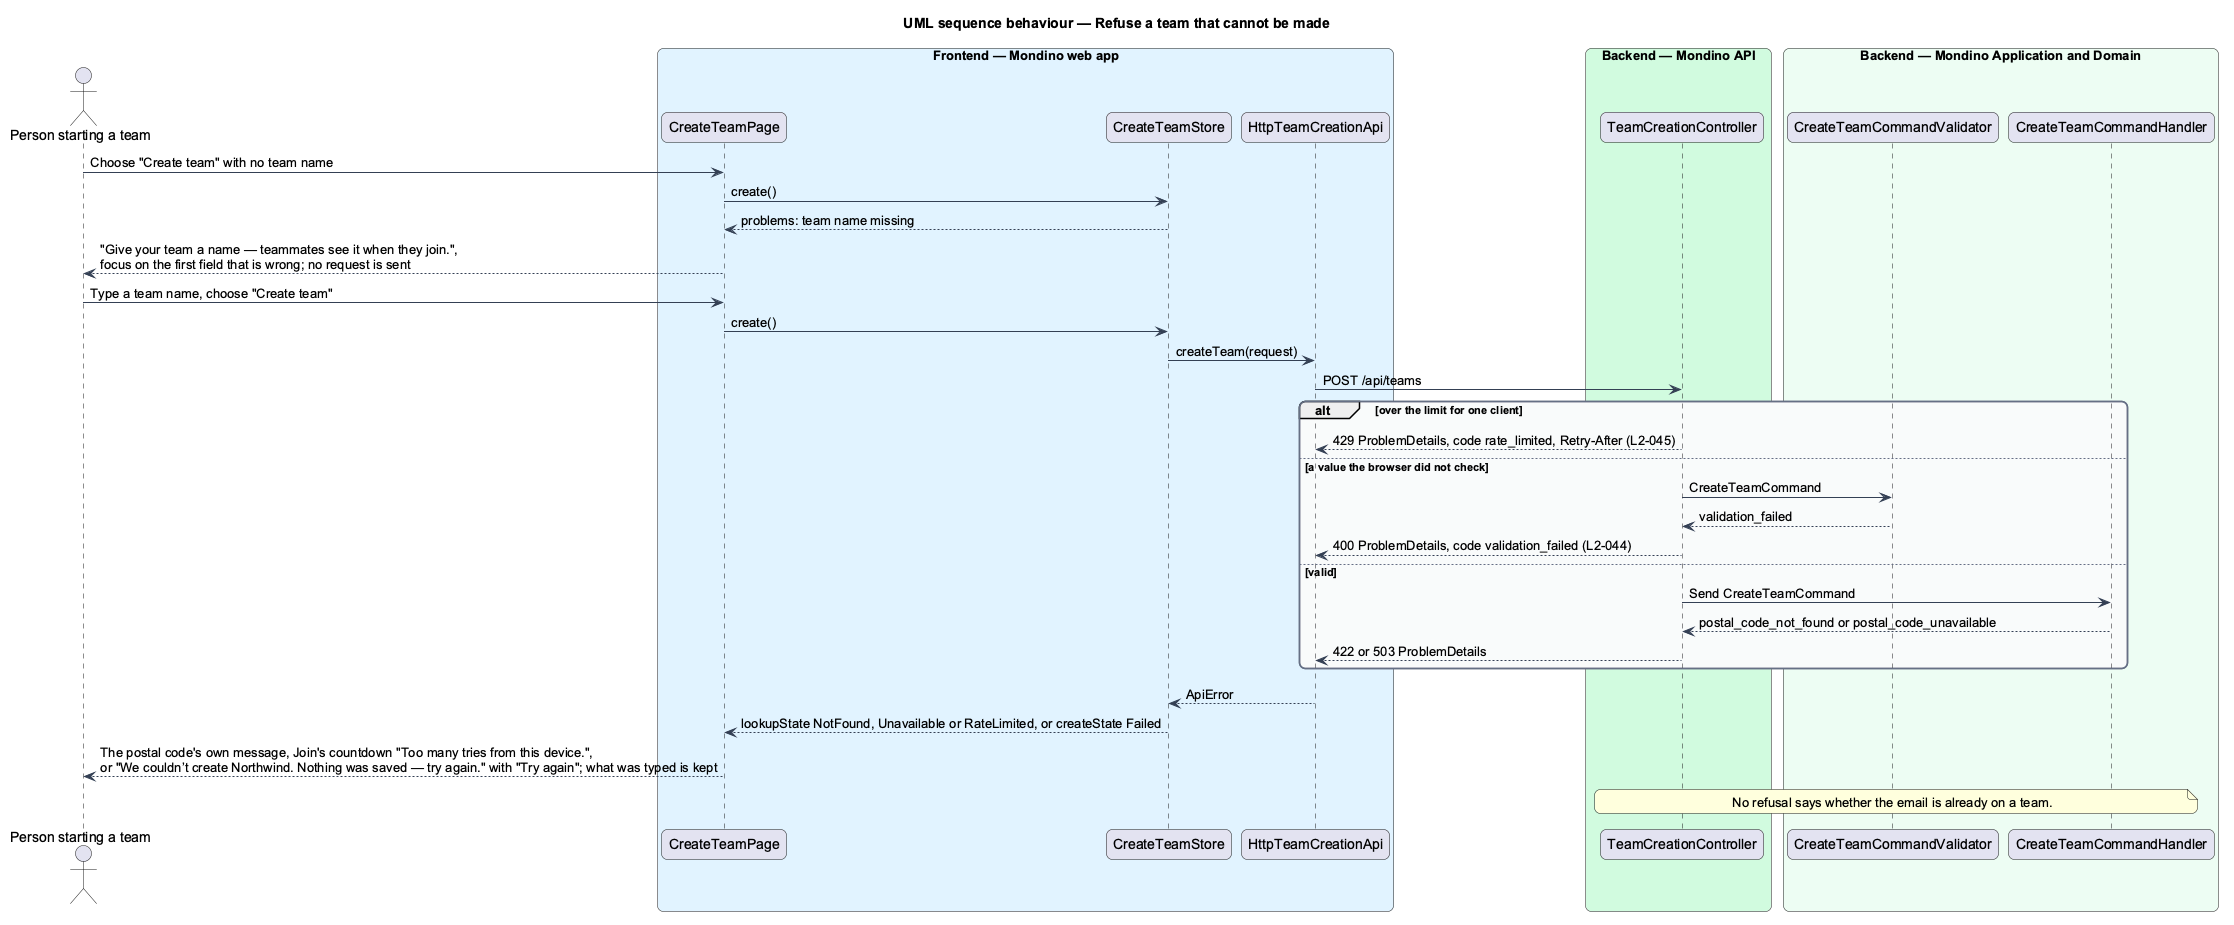 UML sequence behaviour — Refuse a team that cannot be made
Frontend — Mondino web app
Backend — Mondino API
Backend — Mondino Application and Domain
Person starting a team
CreateTeamPage
CreateTeamStore
HttpTeamCreationApi
TeamCreationController
CreateTeamCommandValidator
CreateTeamCommandHandler
Choose "Create team" with no team name
create()
problems: team name missing
"Give your team a name — teammates see it when they join.",
focus on the first field that is wrong; no request is sent
Type a team name, choose "Create team"
create()
createTeam(request)
POST /api/teams
alt
[over the limit for one client]
429 ProblemDetails, code rate_limited, Retry-After (L2-045)
[a value the browser did not check]
CreateTeamCommand
validation_failed
400 ProblemDetails, code validation_failed (L2-044)
[valid]
Send CreateTeamCommand
postal_code_not_found or postal_code_unavailable
422 or 503 ProblemDetails
ApiError
lookupState NotFound, Unavailable or RateLimited, or createState Failed
The postal code's own message, Join's countdown "Too many tries from this device.",
or "We couldn't create Northwind. Nothing was saved — try again." with "Try again"; what was typed is kept
No refusal says whether the email is already on a team.
Person starting a team
CreateTeamPage
CreateTeamStore
HttpTeamCreationApi
TeamCreationController
CreateTeamCommandValidator
CreateTeamCommandHandler